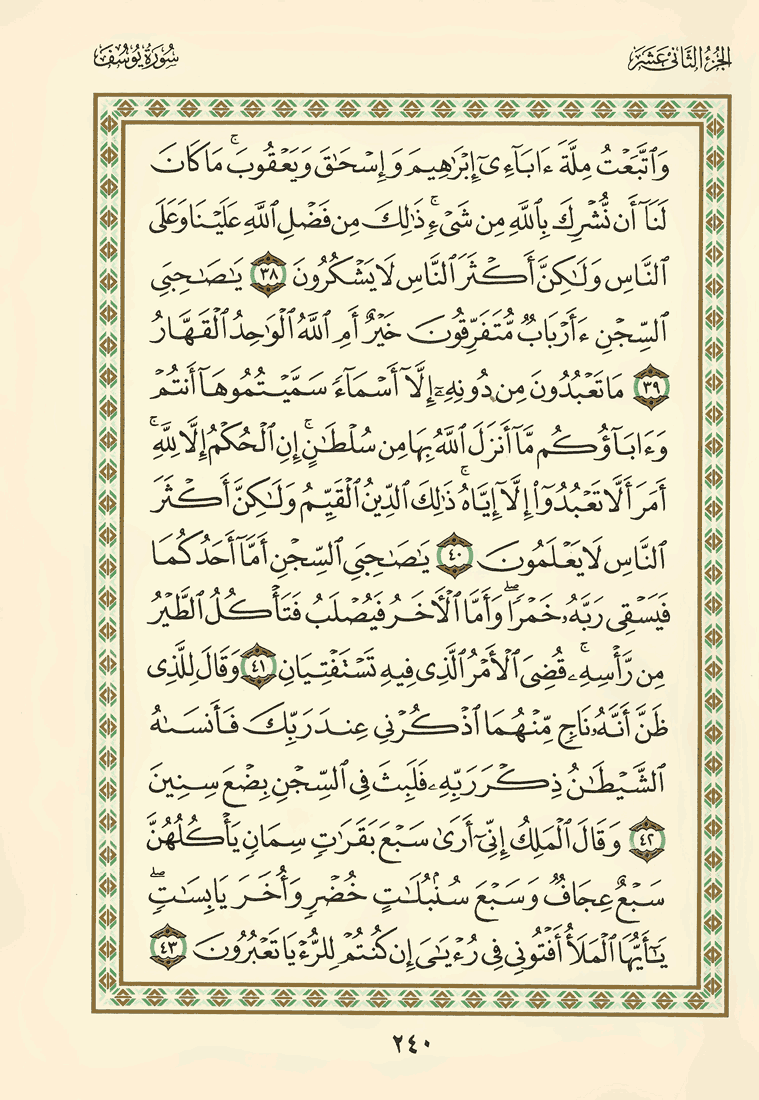 الجزء الثاني عشر
سورة يوسف
وَٱتَّبَعۡتُ مِلَّةَ ءَابَآءِيٓ إِبۡرَٰهِيمَ وَإِسۡحَٰقَ وَيَعۡقُوبَۚ مَا كَانَ
لَنَآ أَن نُّشۡرِكَ بِٱللَّهِ مِن شَيۡءٖۚ ذَٰلِكَ مِن فَضۡلِ ٱللَّهِ عَلَيۡنَا وَعَلَى
ٱلنَّاسِ وَلَٰكِنَّ أَكۡثَرَ ٱلنَّاسِ لَا يَشۡكُرُونَ ٣٨ يَٰصَٰحِبَيِ
ٱلسِّجۡنِ ءَأَرۡبَابٞ مُّتَفَرِّقُونَ خَيۡرٌ أَمِ ٱللَّهُ ٱلۡوَٰحِدُ ٱلۡقَهَّارُ
٣٩ مَا تَعۡبُدُونَ مِن دُونِهِۦٓ إِلَّآ أَسۡمَآءٗ سَمَّيۡتُمُوهَآ أَنتُمۡ
وَءَابَآؤُكُم مَّآ أَنزَلَ ٱللَّهُ بِهَا مِن سُلۡطَٰنٍۚ إِنِ ٱلۡحُكۡمُ إِلَّا لِلَّهِۚ
أَمَرَ أَلَّا تَعۡبُدُوٓاْ إِلَّآ إِيَّاهُۚ ذَٰلِكَ ٱلدِّينُ ٱلۡقَيِّمُ وَلَٰكِنَّ أَكۡثَرَ
ٱلنَّاسِ لَا يَعۡلَمُونَ ٤٠ يَٰصَٰحِبَيِ ٱلسِّجۡنِ أَمَّآ أَحَدُكُمَا
فَيَسۡقِي رَبَّهُۥ خَمۡرٗاۖ وَأَمَّا ٱلۡأٓخَرُ فَيُصۡلَبُ فَتَأۡكُلُ ٱلطَّيۡرُ
مِن رَّأۡسِهِۦۚ قُضِيَ ٱلۡأَمۡرُ ٱلَّذِي فِيهِ تَسۡتَفۡتِيَانِ ٤١ وَقَالَ لِلَّذِي
ظَنَّ أَنَّهُۥ نَاجٖ مِّنۡهُمَا ٱذۡكُرۡنِي عِندَ رَبِّكَ فَأَنسَىٰهُ
ٱلشَّيۡطَٰنُ ذِكۡرَ رَبِّهِۦ فَلَبِثَ فِي ٱلسِّجۡنِ بِضۡعَ سِنِينَ
٤٢ وَقَالَ ٱلۡمَلِكُ إِنِّيٓ أَرَىٰ سَبۡعَ بَقَرَٰتٖ سِمَانٖ يَأۡكُلُهُنَّ
سَبۡعٌ عِجَافٞ وَسَبۡعَ سُنۢبُلَٰتٍ خُضۡرٖ وَأُخَرَ يَابِسَٰتٖۖ
يَٰٓأَيُّهَا ٱلۡمَلَأُ أَفۡتُونِي فِي رُءۡيَٰيَ إِن كُنتُمۡ لِلرُّءۡيَا تَعۡبُرُونَ ٤٣
٢٤٠